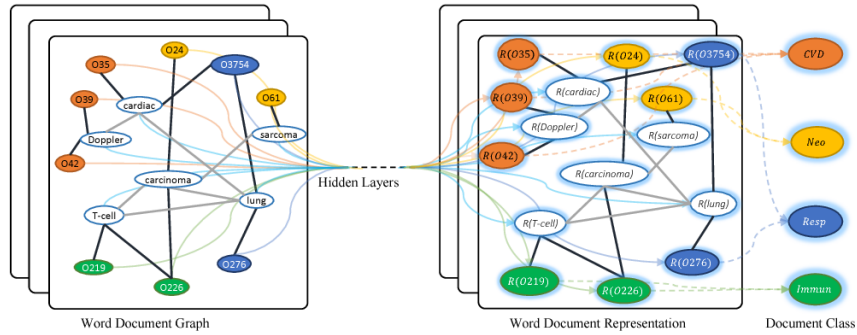 O24
O35
O3754
O39
cardiac
O61
Doppler
sarcoma
O42
carcinoma
T-cell
lung
O219
O276
O226
Hidden Layers
R(O35)
R(O24)
R(O3754)
R(cardiac)
R(O39)
R(O61)
R(Doppler)
R(sarcoma)
R(O42)
R(carcinoma)
R(lung)
R(T-cell)
R(O276)
R(O219)
R(O226)
CVD
Neo
Resp
Immun
Word Document Graph
Word Document Representation
Document Class